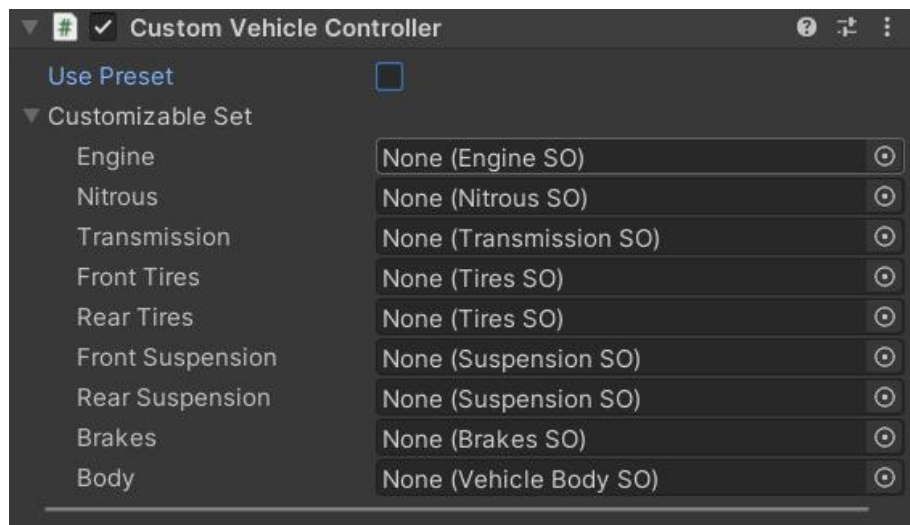 # Custom Vehicle Controller
Use Preset
Customizable Set
Engine None (Engine SO)
Nitrous None (Nitrous SO)
Transmission None (Transmission SO)
Front Tires None (Tires SO)
Rear Tires None (Tires SO)
Front Suspension None (Suspension SO)
Rear Suspension None (Suspension SO)
Brakes None (Brakes SO)
Body None (Vehicle Body SO)